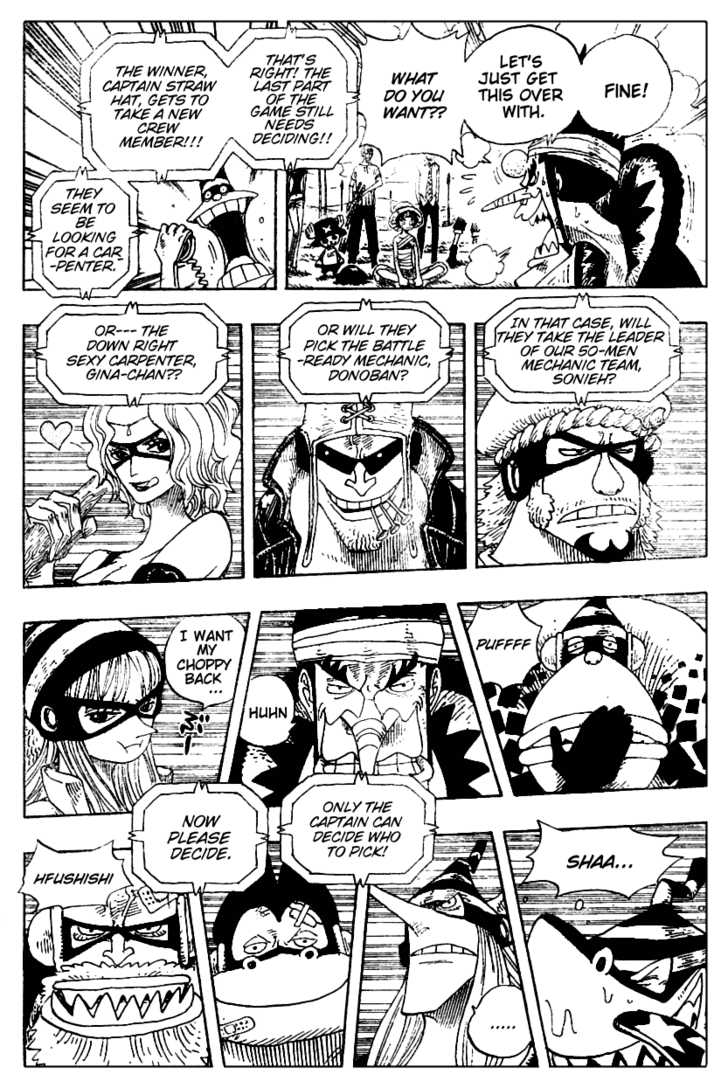 FINE!
LET'S
JUST GET
THIS OVER
WITH.
WHAT
DO YOU
WANT??
THAT'S
RIGHT! THE
LAST PART
OF THE
GAME STILL
NEEDS
DECIDING!!
THE WINNER,
CAPTAIN STRAW
HAT, GETS TO
TAKE A NEW
CREW
MEMBER!!!
THEY
SEEM TO
BE
LOOKING
FOR A CAR
-PENTER.
IN THAT CASE, WILL
THEY TAKE THE LEADER
OF OUR 50-MEN
MECHANIC TEAM,
SONIEH?
OR WILL THEY
PICK THE BATTLE
-READY MECHANIC,
DONOBAN?
OR--- THE
DOWN RIGHT
SEXY CARPENTER,
GINA-CHAN??
PUFFFF
HUHN
I WANT
MY
CHOPPY
BACK
...
SHAA...
......
ONLY THE
CAPTAIN CAN
DECIDE WHO
TO PICK!
NOW
PLEASE
DECIDE.
HFUSHISHI